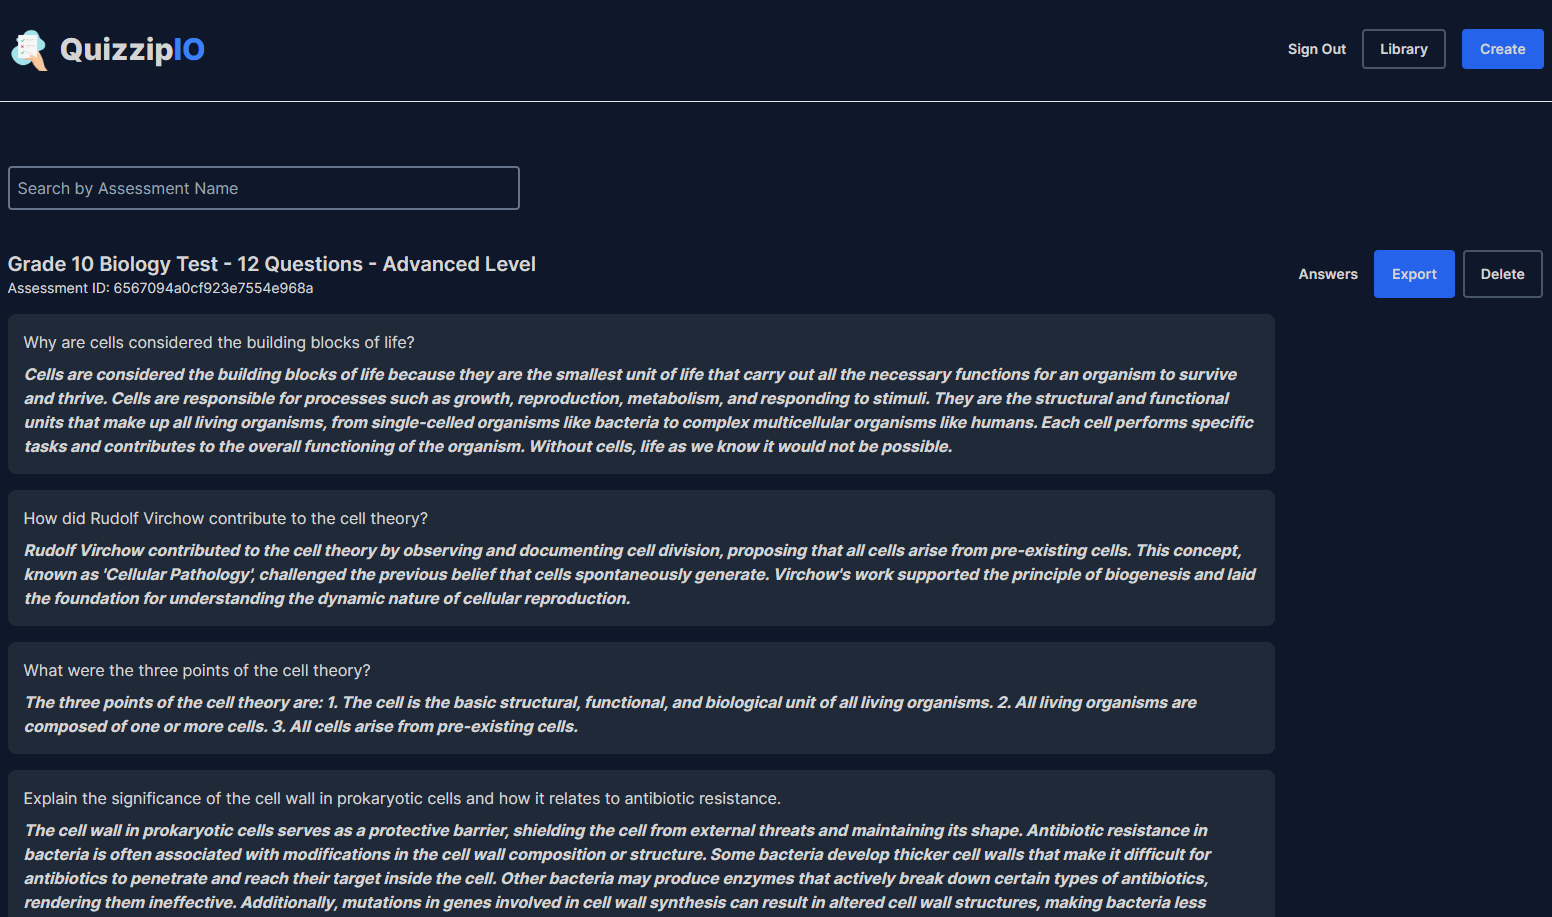 QuizzipIO
Sign Out
Library
Create
Search by Assessment Name
Grade 10 Biology Test - 12 Questions - Advanced Level
Assessment ID: 6567094a0cf923e7554e968a
Answers
Export
Delete
Why are cells considered the building blocks of life?
Cells are considered the building blocks of life because they are the smallest unit of life that carry out all the necessary functions for an organism to survive
and thrive. Cells are responsible for processes such as growth, reproduction, metabolism, and responding to stimuli. They are the structural and functional
units that make up all living organisms, from single-celled organisms like bacteria to complex multicellular organisms like humans. Each cell performs specific
tasks and contributes to the overall functioning of the organism. Without cells, life as we know it would not be possible.
How did Rudolf Virchow contribute to the cell theory?
Rudolf Virchow contributed to the cell theory by observing and documenting cell division, proposing that all cells arise from pre-existing cells. This concept,
known as 'Cellular Pathology', challenged the previous belief that cells spontaneously generate. Virchow's work supported the principle of biogenesis and laid
the foundation for understanding the dynamic nature of cellular reproduction.
What were the three points of the cell theory?
The three points of the cell theory are: 1. The cell is the basic structural, functional, and biological unit of all living organisms. 2. All living organisms are
composed of one or more cells. 3. All cells arise from pre-existing cells.
Explain the significance of the cell wall in prokaryotic cells and how it relates to antibiotic resistance.
The cell wall in prokaryotic cells serves as a protective barrier, shielding the cell from external threats and maintaining its shape. Antibiotic resistance in
bacteria is often associated with modifications in the cell wall composition or structure. Some bacteria develop thicker cell walls that make it difficult for
antibiotics to penetrate and reach their target inside the cell. Other bacteria may produce enzymes that actively break down certain types of antibiotics,
rendering them ineffective. Additionally, mutations in genes involved in cell wall synthesis can result in altered cell wall structures, making bacteria less